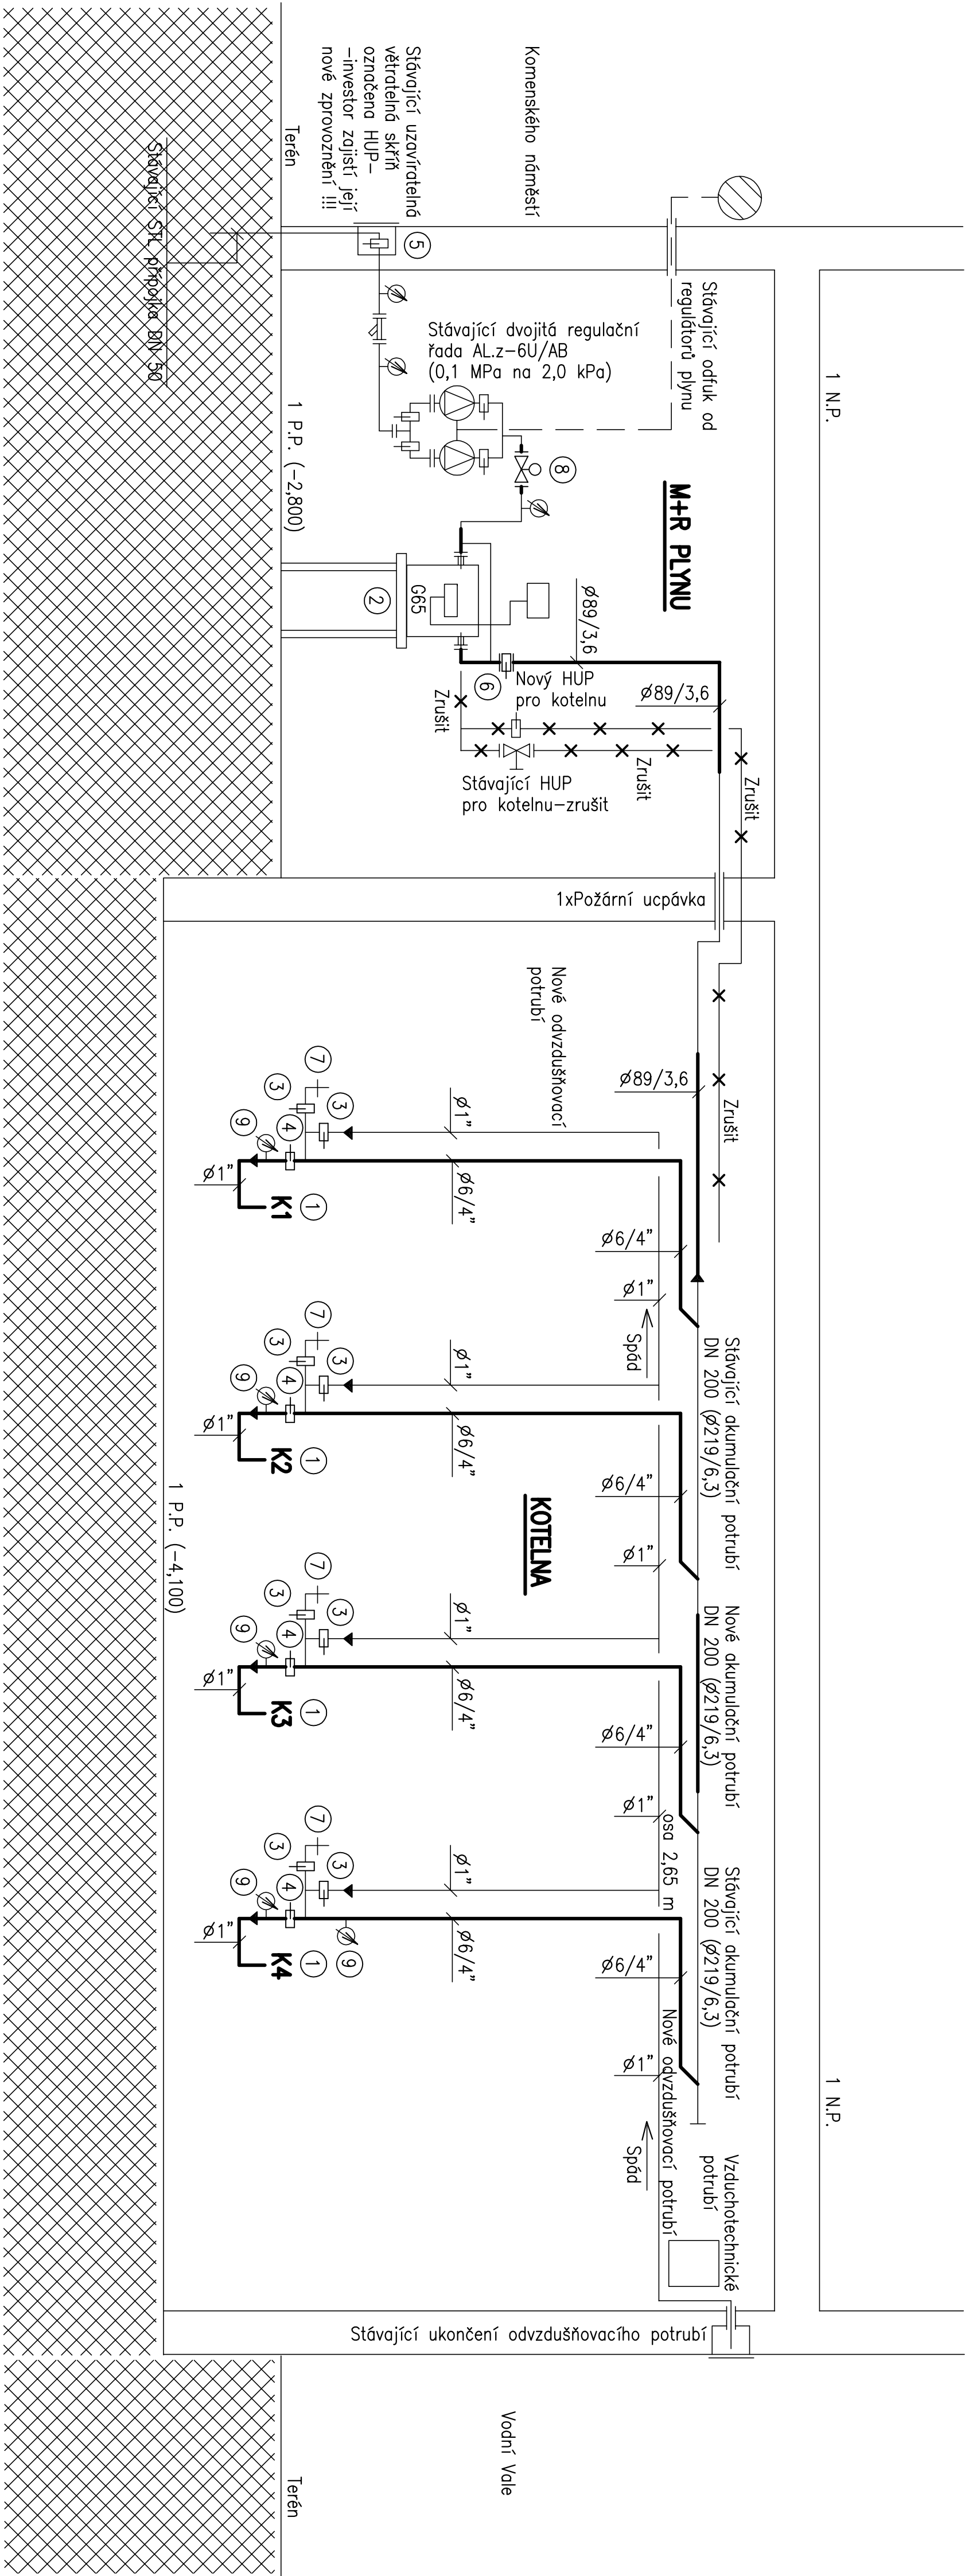 Komenského náměstí
Stávající uzavíratelná
větratelná skříň
označena HUP-
-investor zajistí její
nové zprovoznění !!!
Terén
Stávající STL přípojka DN 50
5
1 N.P.
Stávající odfuk od
regulátorů plynu
Stávající dvojitá regulační
řada AL.z-6U/AB
(0,1 MPa na 2,0 kPa)
8
M+R PLYNU
1 P.P. (-2,800)
2
G65
6
Ø89/3,6
Nový HUP
pro kotelnu
Ø89/3,6
Zrušit
Zrušit
Zrušit
Stávající HUP
pro kotelnu-zrušit
1xPožární ucpávka
Nové odvzdušňovací
potrubí
Ø89/3,6
Zrušit
7
3
3
4
9
Ø1"
Ø6/4"
Ø1"
K1
1
Ø6/4"
Ø1"
Spád
Stávající akumulační potrubí
DN 200 (Ø219/6,3)
7
3
3
4
9
Ø1"
Ø6/4"
Ø1"
K2
1
Ø6/4"
Ø1"
KOTELNA
1 P.P. (-4,100)
Nové akumulační potrubí
DN 200 (Ø219/6,3)
7
3
3
4
9
Ø1"
Ø6/4"
Ø1"
K3
1
Ø6/4"
Ø1"
osa 2,65 m
Stávající akumulační potrubí
DN 200 (Ø219/6,3)
7
3
3
4
9
Ø1"
Ø6/4"
Ø1"
K4
1
9
Ø6/4"
Ø1"
Nové odvzdušňovací potrubí
Spád
1 N.P.
Vzduchotechnické
potrubí
Stávající ukončení odvzdušňovacího potrubí
Vodní Vale
Terén